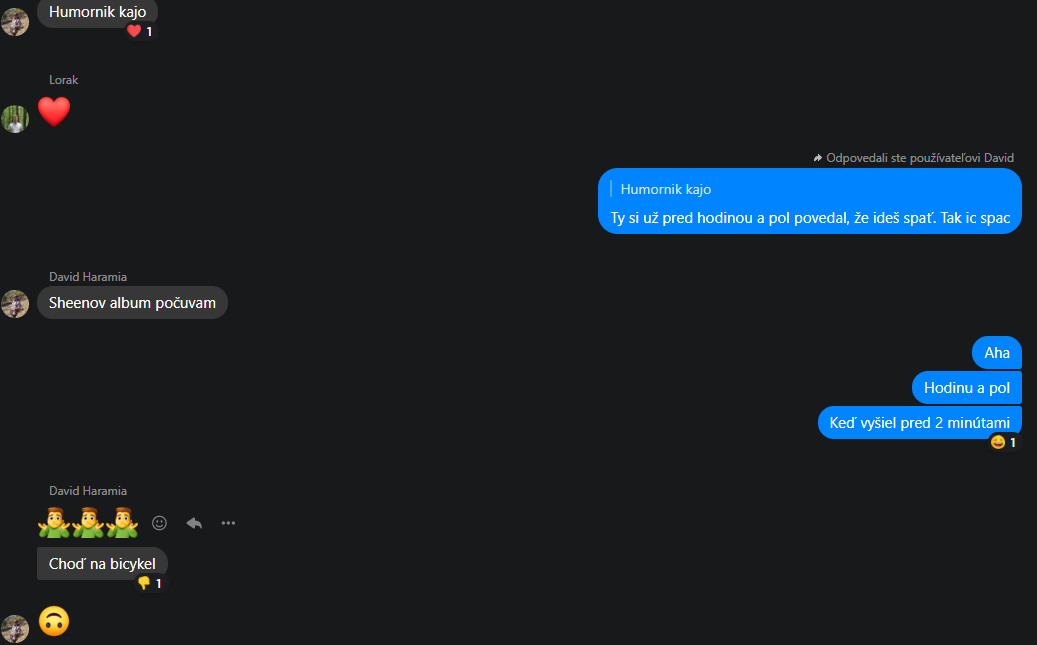 Humornik kajo
1
Lorak
Odpovedali ste používateľovi David
Humornik kajo
Ty si už pred hodinou a pol povedal, že ideš spať. Tak ic spac
David Haramia
Sheenov album počuvam
Aha
Hodinu a pol
Keď vyšiel pred 2 minútami
1
David Haramia
Choď na bicykel
1